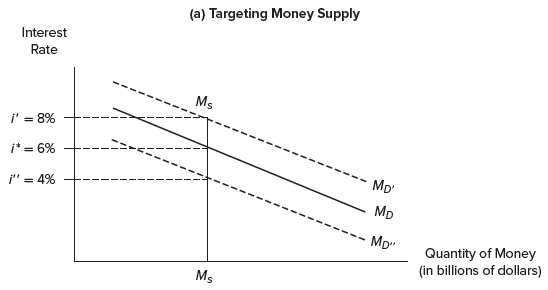 (a) Targeting Money Supply
Interest
Rate
Ms
i' = 8%
i* = 6%
i'' = 4%
MD'
MD
MD''
Quantity of Money
(in billions of dollars)
Ms